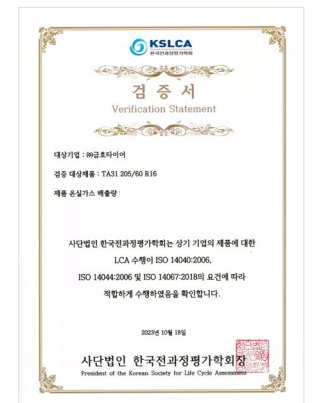 KSLCA
한국전과정평가학회
검 증 서
Verification Statement
대상기업 : ㈜금호타이어
검증 대상제품 : TA31 205/60 R16
제품 온실가스 배출량 :
사단법인 한국전과정평가학회는 상기 기업의 제품에 대한
LCA 수행이 ISO 14040:2006,
ISO 14044:2006 및 ISO 14067:2018의 요건에 따라
적합하게 수행하였음을 확인합니다.
2023년 10월 18일
사단법인 한국전과정평가학회장
President of the Korean Society for Life Cycle Assessment